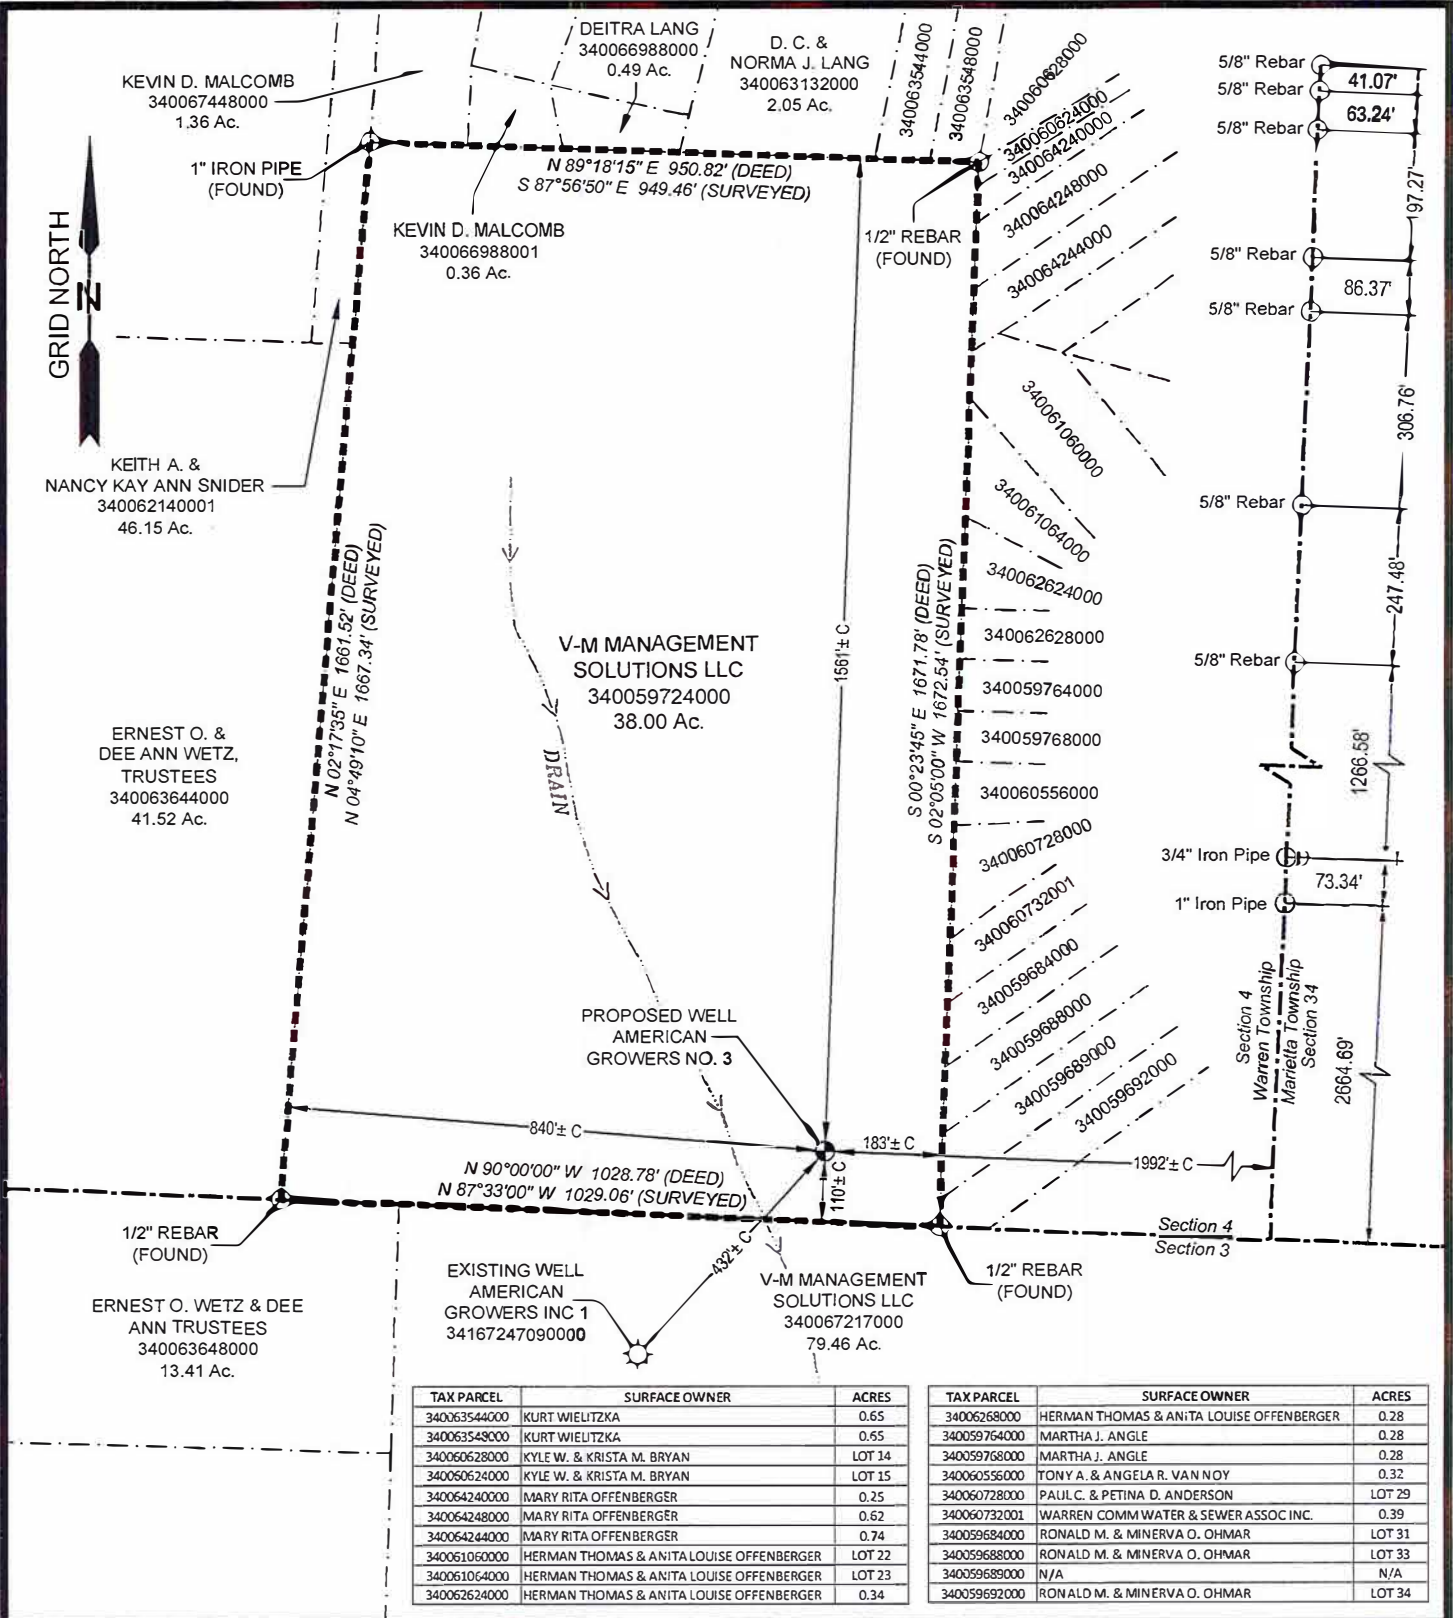 DEITRA LANG
340066988000
0.49 Ac.
D. C. &
NORMA J. LANG
340063132000
2.05 Ac.
340063544000
340063548000
340060628000
340060624000
340064240000
340064248000
340064244000
KEVIN D. MALCOMB
340067448000
1.36 Ac.
1" IRON PIPE
(FOUND)
N 89°18'15" E 950.82' (DEED)
S 87°56'50" E 949.46' (SURVEYED)
KEVIN D. MALCOMB
340066988001
0.36 Ac.
1/2" REBAR
(FOUND)
GRID NORTH
N
KEITH A. &
NANCY KAY ANN SNIDER
340062140001
46.15 Ac.
N 02°17'35" E 1661.52' (DEED)
N 04°49'10" E 1667.34' (SURVEYED)
ERNEST O. &
DEE ANN WETZ,
TRUSTEES
340063644000
41.52 Ac.
V-M MANAGEMENT
SOLUTIONS LLC
340059724000
38.00 Ac.
DRAIN
1561'± C
S 00°23'45" E 1671.78' (DEED)
S 02°05'00" W 1672.54' (SURVEYED)
340061060000
340061064000
340062624000
340062628000
340059764000
340059768000
340060556000
340060728000
340060732001
340059684000
340059688000
340059689000
340059692000
5/8" Rebar
41.07'
5/8" Rebar
63.24'
5/8" Rebar
197.27'
5/8" Rebar
86.37'
5/8" Rebar
306.76'
5/8" Rebar
247.48'
5/8" Rebar
1266.58'
3/4" Iron Pipe
73.34'
1" Iron Pipe
Section 4
Warren Township
Marietta Township
Section 34
2664.69'
PROPOSED WELL
AMERICAN
GROWERS NO. 3
840'± C
183'± C
1992'± C
110'± C
N 90°00'00" W 1028.78' (DEED)
N 87°33'00" W 1029.06' (SURVEYED)
432'± C
Section 4
Section 3
1/2" REBAR
(FOUND)
1/2" REBAR
(FOUND)
EXISTING WELL
AMERICAN
GROWERS INC 1
34167247090000
V-M MANAGEMENT
SOLUTIONS LLC
340067217000
79.46 Ac.
ERNEST O. WETZ & DEE
ANN TRUSTEES
340063648000
13.41 Ac.
TAX PARCEL SURFACE OWNER ACRES
340063544000 KURT WIELITZKA 0.65
340063548000 KURT WIELITZKA 0.65
340060628000 KYLE W. & KRISTA M. BRYAN LOT 14
340060624000 KYLE W. & KRISTA M. BRYAN LOT 15
340064240000 MARY RITA OFFENBERGER 0.25
340064248000 MARY RITA OFFENBERGER 0.62
340064244000 MARY RITA OFFENBERGER 0.74
340061060000 HERMAN THOMAS & ANITA LOUISE OFFENBERGER LOT 22
340061064000 HERMAN THOMAS & ANITA LOUISE OFFENBERGER LOT 23
340062624000 HERMAN THOMAS & ANITA LOUISE OFFENBERGER 0.34
TAX PARCEL SURFACE OWNER ACRES
34006268000 HERMAN THOMAS & ANITA LOUISE OFFENBERGER 0.28
340059764000 MARTHA J. ANGLE 0.28
340059768000 MARTHA J. ANGLE 0.28
340060556000 TONY A. & ANGELA R. VAN NOY 0.32
340060728000 PAUL C. & PETINA D. ANDERSON LOT 29
340060732001 WARREN COMM WATER & SEWER ASSOC INC. 0.39
340059684000 RONALD M. & MINERVA O. OHMAR LOT 31
340059688000 RONALD M. & MINERVA O. OHMAR LOT 33
340059689000 N/A N/A
340059692000 RONALD M. & MINERVA O. OHMAR LOT 34